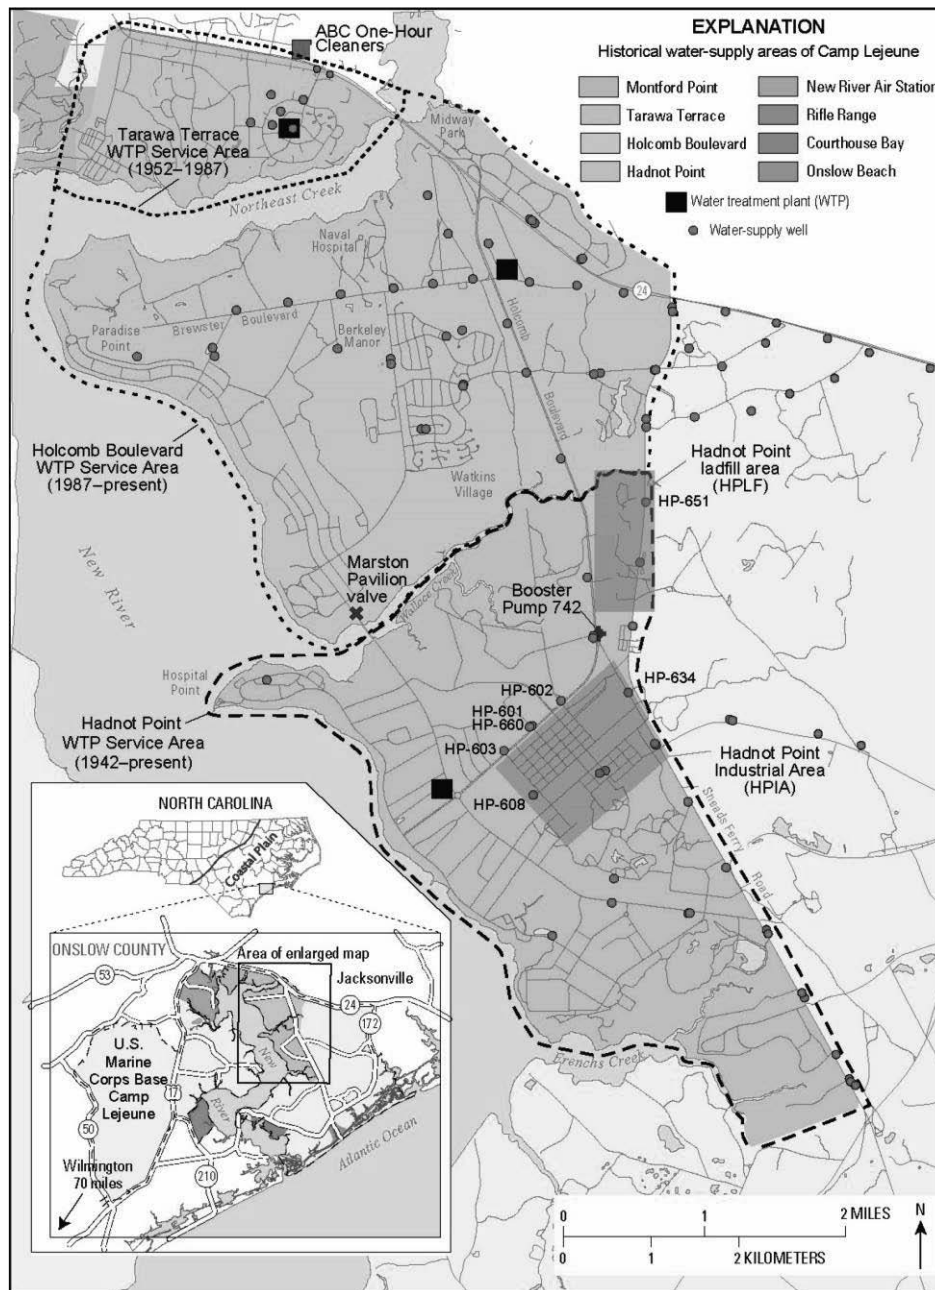 EXPLANATION
Historical water-supply areas of Camp Lejeune
Montford Point
Tarawa Terrace
Holcomb Boulevard
Hadnot Point
New River Air Station
Rifle Range
Courthouse Bay
Onslow Beach
Water treatment plant (WTP)
Water-supply well
ABC One-Hour
Cleaners
Tarawa Terrace
WTP Service Area
(1952–1987)
Midway
Park
Northeast Creek
Naval
Hospital
24
Holcomb
Boulevard
Paradise
Point
Brewster Boulevard
Berkeley
Manor
Holcomb Boulevard
WTP Service Area
(1987–present)
Watkins
Village
Hadnot Point
ladfill area
(HPLF)
HP-651
New River
Marston
Pavilion
valve
Wallace Creek
Booster
Pump 742
Hospital
Point
HP-602
HP-634
HP-601
HP-660
HP-603
HP-608
Hadnot Point
WTP Service Area
(1942–present)
Hadnot Point
Industrial Area
(HPIA)
Sneads Ferry
Road
Frenchs Creek
NORTH CAROLINA
Coastal Plain
ONSLOW COUNTY
Area of enlarged map
53
Jacksonville
24
172
U.S.
Marine
Corps Base
Camp
Lejeune
17
New
River
50
Wilmington
70 miles
210
Atlantic Ocean
0 1 2 MILES
0 1 2 KILOMETERS
N